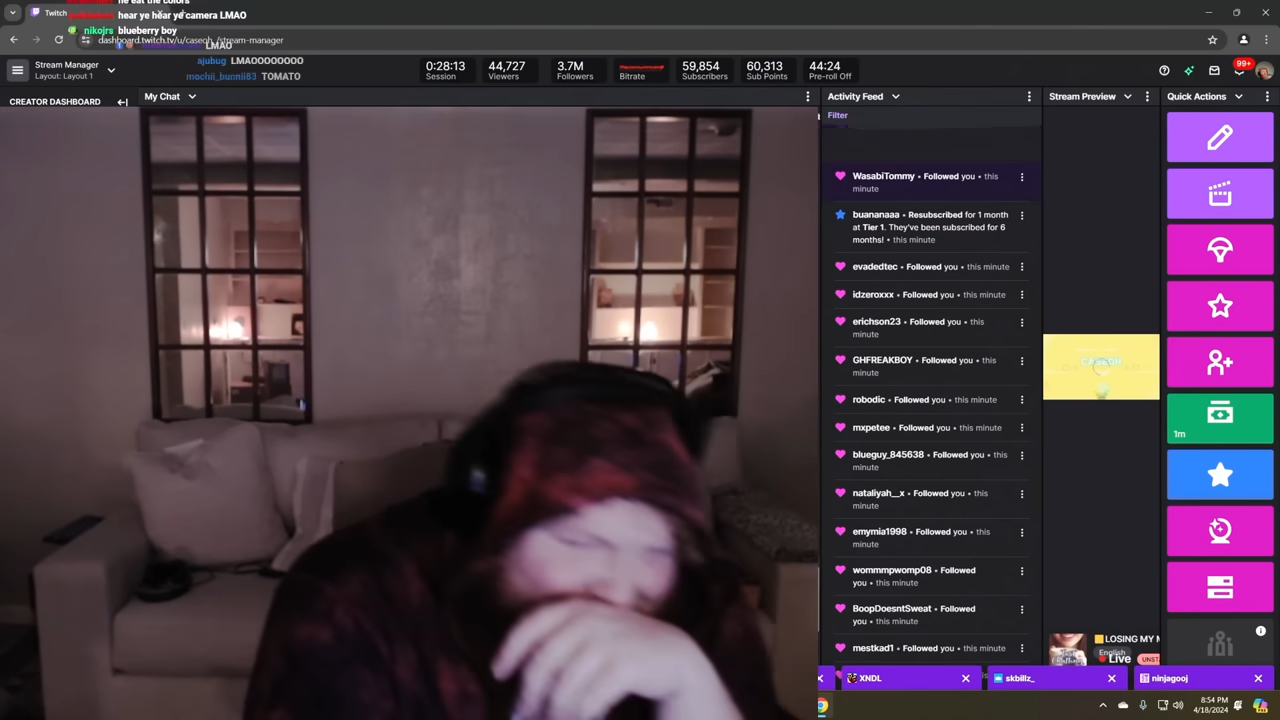 he eat the colors
hear ye hear ye camera LMAO
nikojrs blueberry boy
LMAO
ajubug LMAOOOOOOOO
mochii_bunnii83 TOMATO
Twitch
dashboard.twitch.tv/u/caseoh_/stream-manager
Stream Manager
Layout: Layout 1
0:28:13
Session
44,727
Viewers
3.7M
Followers
Bitrate
59,854
Subscribers
60,313
Sub Points
44:24
Pre-roll Off
99+
CREATOR DASHBOARD
My Chat
Activity Feed
Stream Preview
Quick Actions
Filter
WasabiTommy • Followed you • this
minute
buananaaa • Resubscribed for 1 month
at Tier 1. They've been subscribed for 6
months! • this minute
evadedtec • Followed you • this minute
idzeroxxx • Followed you • this minute
erichson23 • Followed you • this
minute
GHFREAKBOY • Followed you • this
minute
robodic • Followed you • this minute
mxpetee • Followed you • this minute
blueguy_845638 • Followed you • this
minute
nataliyah__x • Followed you • this
minute
emymia1998 • Followed you • this
minute
wommmpwomp08 • Followed
you • this minute
BoopDoesntSweat • Followed
you • this minute
mestkad1 • Followed you • this minute
CASEOH
1m
LOSING MY M
English
Live
UNST
XNDL
skbillz_
ninjagooj
8:54 PM
4/18/2024